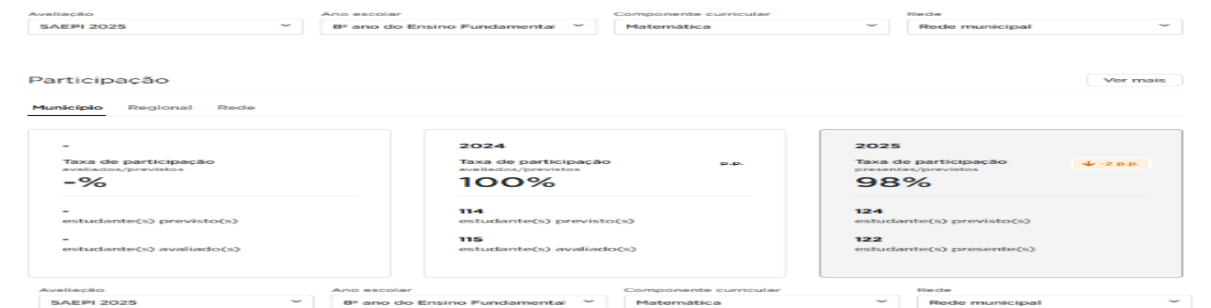 Avaliação Ano escolar Componente curricular Rede
SAEPI 2025 8º ano do Ensino Fundamental Matemática Rede municipal
Participação Ver mais
Município Regional Rede
-
Taxa de participação
avaliados/previstos
-%
-
estudante(s) previsto(s)
-
estudante(s) avaliado(s)
2024
Taxa de participação p.p.
avaliados/previstos
100%
114
estudante(s) previsto(s)
115
estudante(s) avaliado(s)
2025
Taxa de participação ↓ -2 p.p.
presentes/previstos
98%
124
estudante(s) previsto(s)
122
estudante(s) presente(s)
Avaliação Ano escolar Componente curricular Rede
SAEPI 2025 8º ano do Ensino Fundamental Matemática Rede municipal